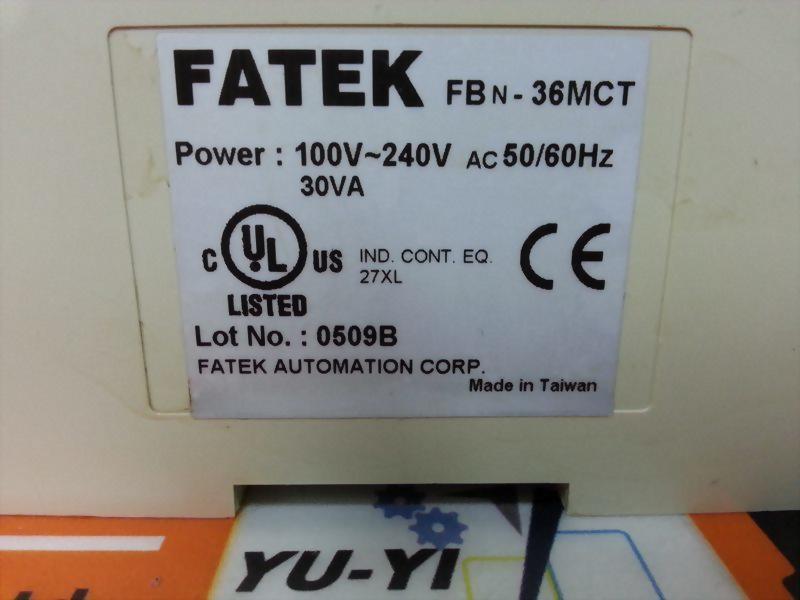 FATEK FBN-36MCT
Power : 100V~240V AC 50/60Hz
30VA
C UL US IND. CONT. EQ. CE
27XL
LISTED
Lot No. : 0509B
FATEK AUTOMATION CORP.
Made in Taiwan
YU-YI